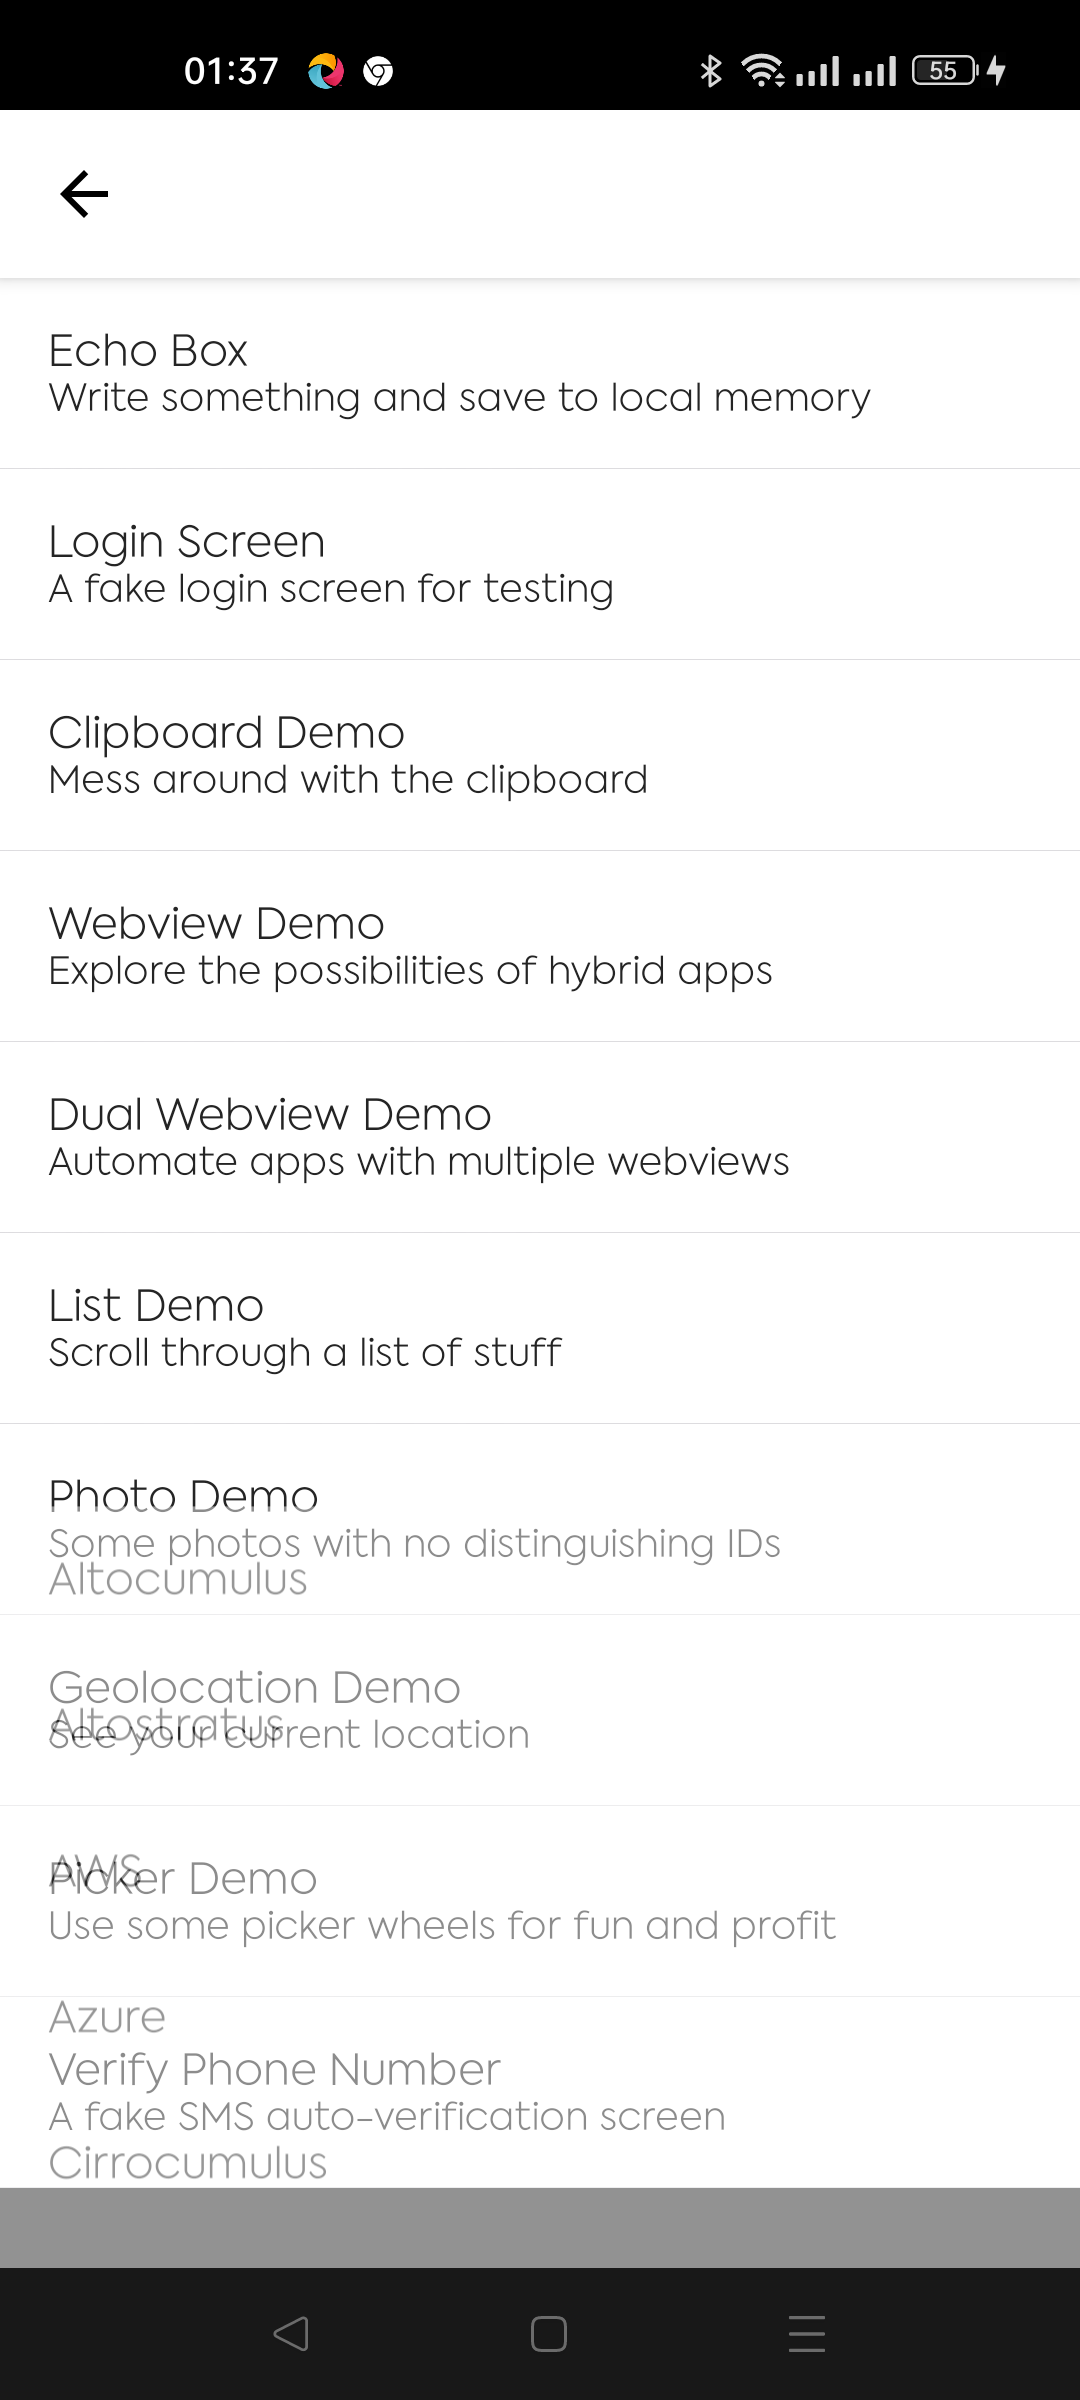 01:37
55
Echo Box
Write something and save to local memory
Login Screen
A fake login screen for testing
Clipboard Demo
Mess around with the clipboard
Webview Demo
Explore the possibilities of hybrid apps
Dual Webview Demo
Automate apps with multiple webviews
List Demo
Scroll through a list of stuff
Photo Demo
Some photos with no distinguishing IDs
Altocumulus
Geolocation Demo
Altostratus
See your current location
AWS
Picker Demo
Use some picker wheels for fun and profit
Azure
Verify Phone Number
A fake SMS auto-verification screen
Cirrocumulus